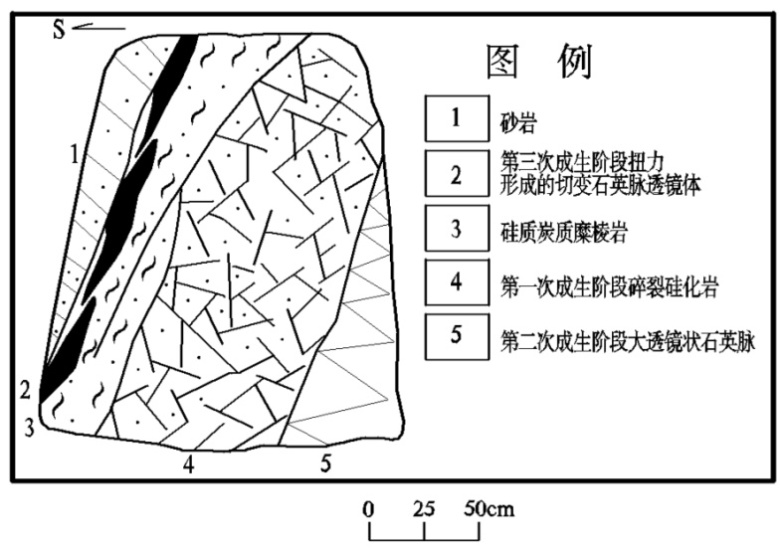 S
图 例
1 砂岩
2 第三次成生阶段扭力
形成的切变石英脉透镜体
3 硅质炭质糜棱岩
4 第一次成生阶段碎裂硅化岩
5 第二次成生阶段大透镜状石英脉
1
2
3
4
5
0 25 50cm